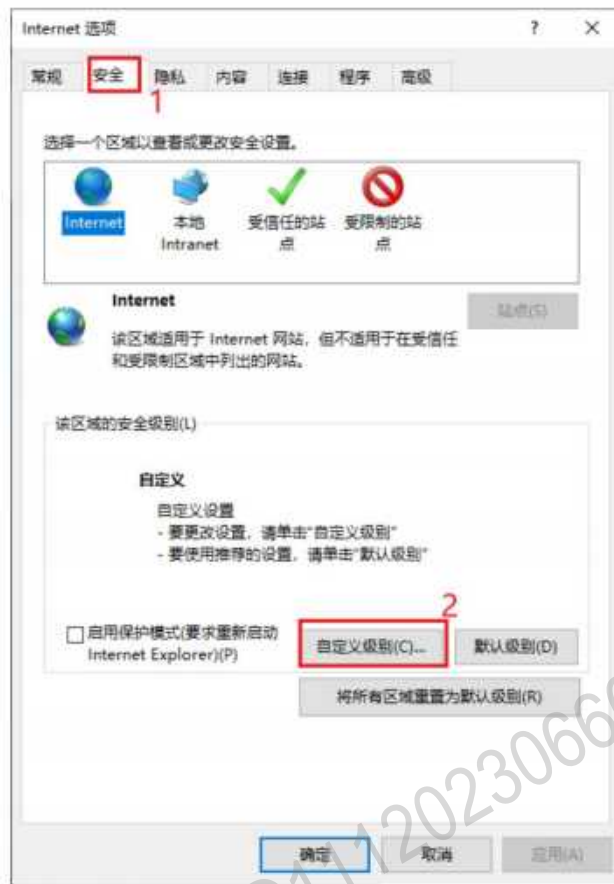 Internet 选项
?
×
常规 安全 隐私 内容 连接 程序 高级
1
选择一个区域以查看或更改安全设置。
Internet
本地
Intranet
受信任的站
点
受限制的站
点
Internet
站点(S)
该区域适用于 Internet 网站，但不适用于在受信任
和受限制区域中列出的网站。
该区域的安全级别(L)
自定义
自定义设置
- 要更改设置，请单击"自定义级别"
- 要使用推荐的设置，请单击"默认级别"
2
启用保护模式(要求重新启动
Internet Explorer)(P)
自定义级别(C)...
默认级别(D)
将所有区域重置为默认级别(R)
确定
取消
应用(A)